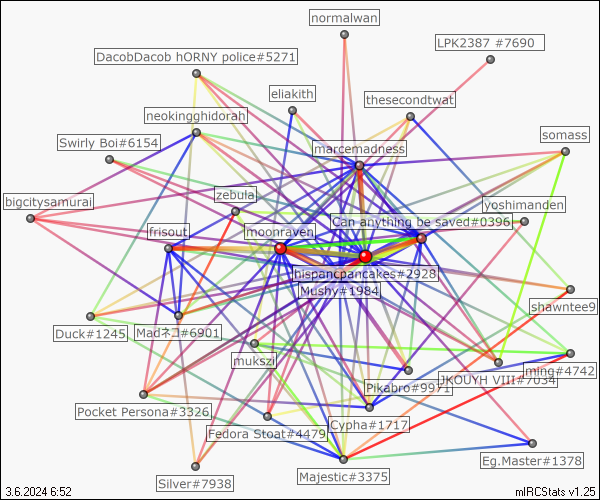 normalwan
LPK2387 #7690
DacobDacob hORNY police#5271
eliakith
thesecondtwat
neokingghidorah
somass
Swirly Boi#6154
marcemadness
bigcitysamurai
zebula
yoshimanden
Can anything be saved#0396
frisout
moonraven
hispancpancakes#2928
Mushy#1984
shawntee9
Duck#1245
Madネコ#6901
mukszil
ming#4742
JKOUYH VIII#7034
Pikabro#9971
Pocket Persona#3326
Cypha#1717
Fedora Stoat#4479
Eg.Master#1378
Majestic#3375
Silver#7938
3.6.2024 6:52
mIRCStats v1.25